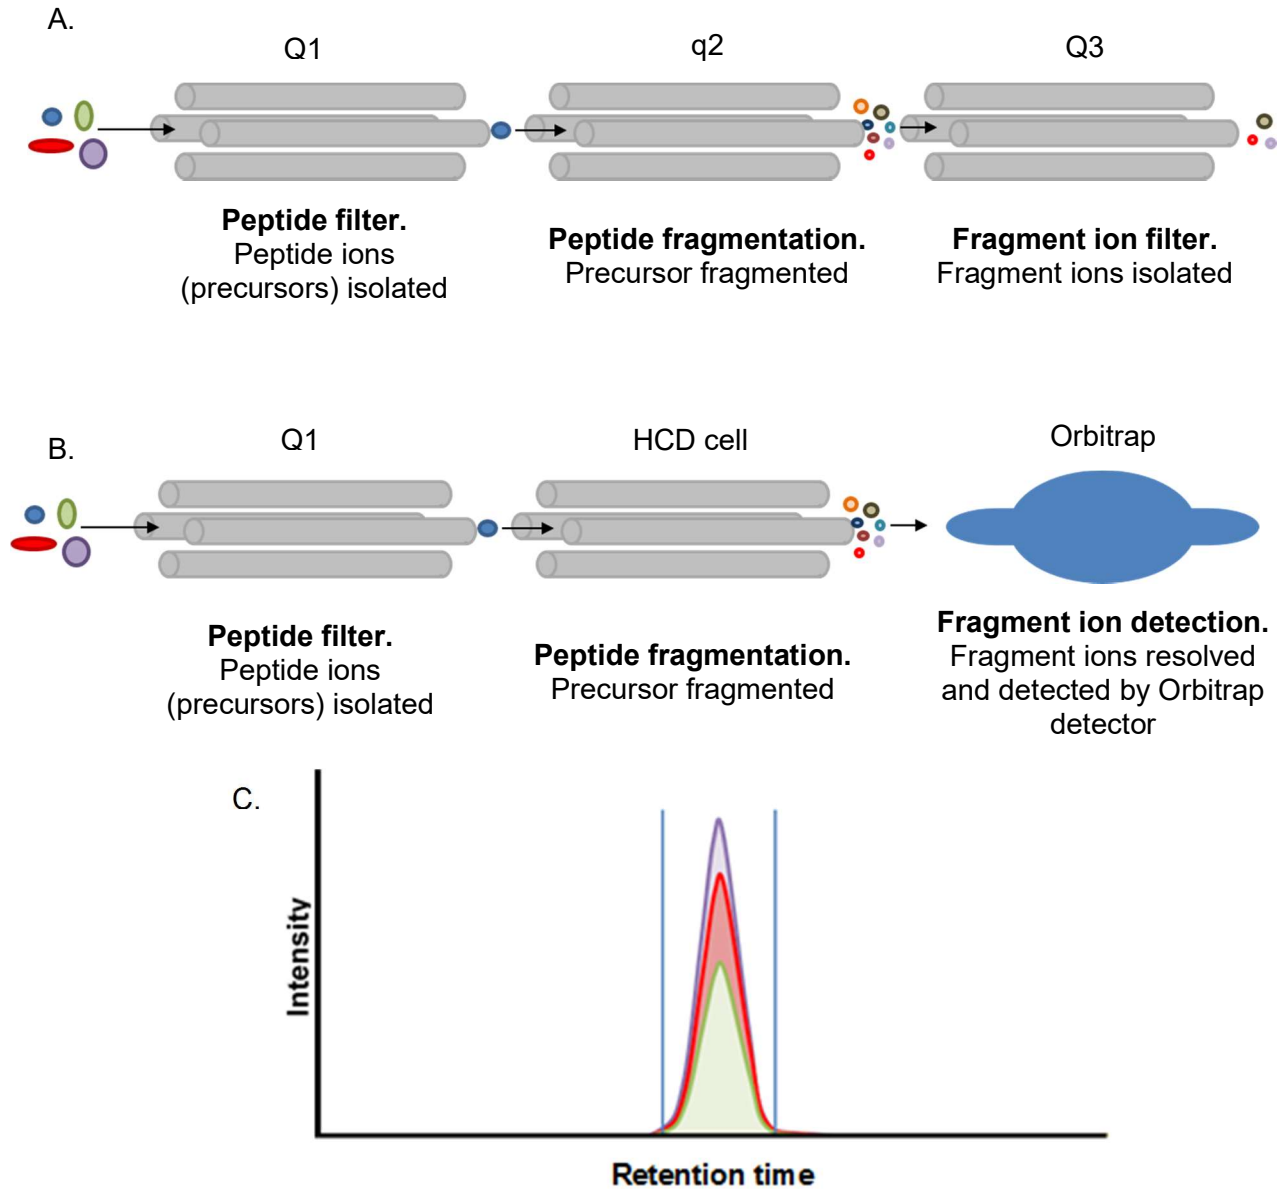 A.
Q1
q2
Q3
Peptide filter.
Peptide ions
(precursors) isolated
Peptide fragmentation.
Precursor fragmented
Fragment ion filter.
Fragment ions isolated
B.
Q1
HCD cell
Orbitrap
Peptide filter.
Peptide ions
(precursors) isolated
Peptide fragmentation.
Precursor fragmented
Fragment ion detection.
Fragment ions resolved
and detected by Orbitrap
detector
C.
Intensity
Retention time